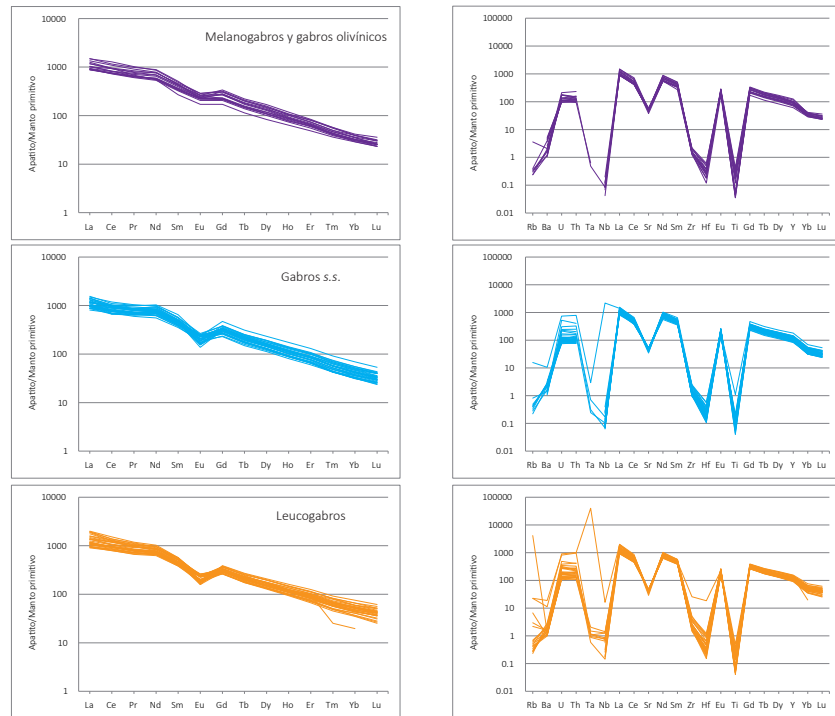 10000
1000
100
10
1
Apatito/Manto primitivo
Melanogabros y gabros olivínicos
La Ce Pr Nd Sm Eu Gd Tb Dy Ho Er Tm Yb Lu
100000
10000
1000
100
10
1
0.1
0.01
Apatito/Manto primitivo
Rb Ba U Th Ta Nb La Ce Sr Nd Sm Zr Hf Eu Ti Gd Tb Dy Y Yb Lu
10000
1000
100
10
1
Apatito/Manto primitivo
Gabros s.s.
La Ce Pr Nd Sm Eu Gd Tb Dy Ho Er Tm Yb Lu
100000
10000
1000
100
10
1
0.1
0.01
Apatito/Manto primitivo
Rb Ba U Th Ta Nb La Ce Sr Nd Sm Zr Hf Eu Ti Gd Tb Dy Y Yb Lu
10000
1000
100
10
1
Apatito/Manto primitivo
Leucogabros
La Ce Pr Nd Sm Eu Gd Tb Dy Ho Er Tm Yb Lu
100000
10000
1000
100
10
1
0.1
0.01
Apatito/Manto primitivo
Rb Ba U Th Ta Nb La Ce Sr Nd Sm Zr Hf Eu Ti Gd Tb Dy Y Yb Lu